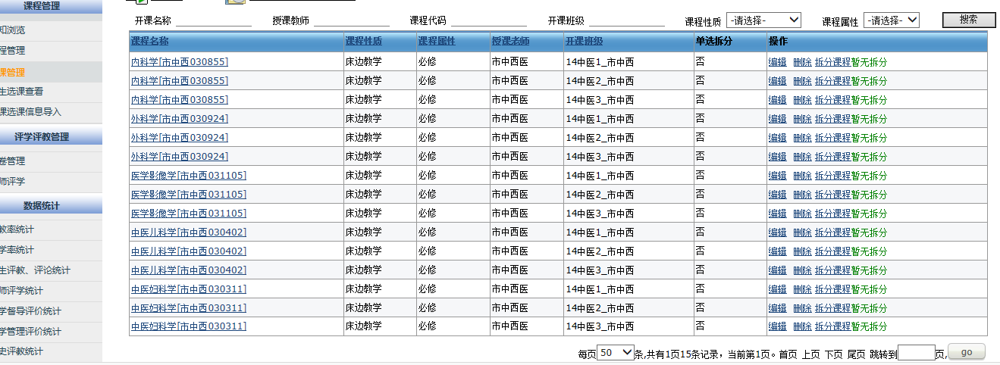 课程管理
知浏览
程管理
课管理
生选课查看
课选课信息导入
评学评教管理
卷管理
师评学
数据统计
教率统计
学率统计
生评教、评论统计
师评学统计
学督导评价统计
学管理评价统计
史评教统计
开课名称 授课教师 课程代码 开课班级 课程性质 -请选择- 课程属性 -请选择- 搜索
课程名称 课程性质 课程属性 授课老师 开课班级 单选拆分 操作
内科学[市中西030855] 床边教学 必修 市中西医 14中医1_市中西 否 编辑 删除 拆分课程暂无拆分
内科学[市中西030855] 床边教学 必修 市中西医 14中医2_市中西 否 编辑 删除 拆分课程暂无拆分
内科学[市中西030855] 床边教学 必修 市中西医 14中医3_市中西 否 编辑 删除 拆分课程暂无拆分
外科学[市中西030924] 床边教学 必修 市中西医 14中医1_市中西 否 编辑 删除 拆分课程暂无拆分
外科学[市中西030924] 床边教学 必修 市中西医 14中医2_市中西 否 编辑 删除 拆分课程暂无拆分
外科学[市中西030924] 床边教学 必修 市中西医 14中医3_市中西 否 编辑 删除 拆分课程暂无拆分
医学影像学[市中西031105] 床边教学 必修 市中西医 14中医1_市中西 否 编辑 删除 拆分课程暂无拆分
医学影像学[市中西031105] 床边教学 必修 市中西医 14中医2_市中西 否 编辑 删除 拆分课程暂无拆分
医学影像学[市中西031105] 床边教学 必修 市中西医 14中医3_市中西 否 编辑 删除 拆分课程暂无拆分
中医儿科学[市中西030402] 床边教学 必修 市中西医 14中医1_市中西 否 编辑 删除 拆分课程暂无拆分
中医儿科学[市中西030402] 床边教学 必修 市中西医 14中医2_市中西 否 编辑 删除 拆分课程暂无拆分
中医儿科学[市中西030402] 床边教学 必修 市中西医 14中医3_市中西 否 编辑 删除 拆分课程暂无拆分
中医妇科学[市中西030311] 床边教学 必修 市中西医 14中医1_市中西 否 编辑 删除 拆分课程暂无拆分
中医妇科学[市中西030311] 床边教学 必修 市中西医 14中医2_市中西 否 编辑 删除 拆分课程暂无拆分
中医妇科学[市中西030311] 床边教学 必修 市中西医 14中医3_市中西 否 编辑 删除 拆分课程暂无拆分
每页 50 条,共有1页15条记录，当前第1页。首页 上页 下页 尾页 跳转到 页, go